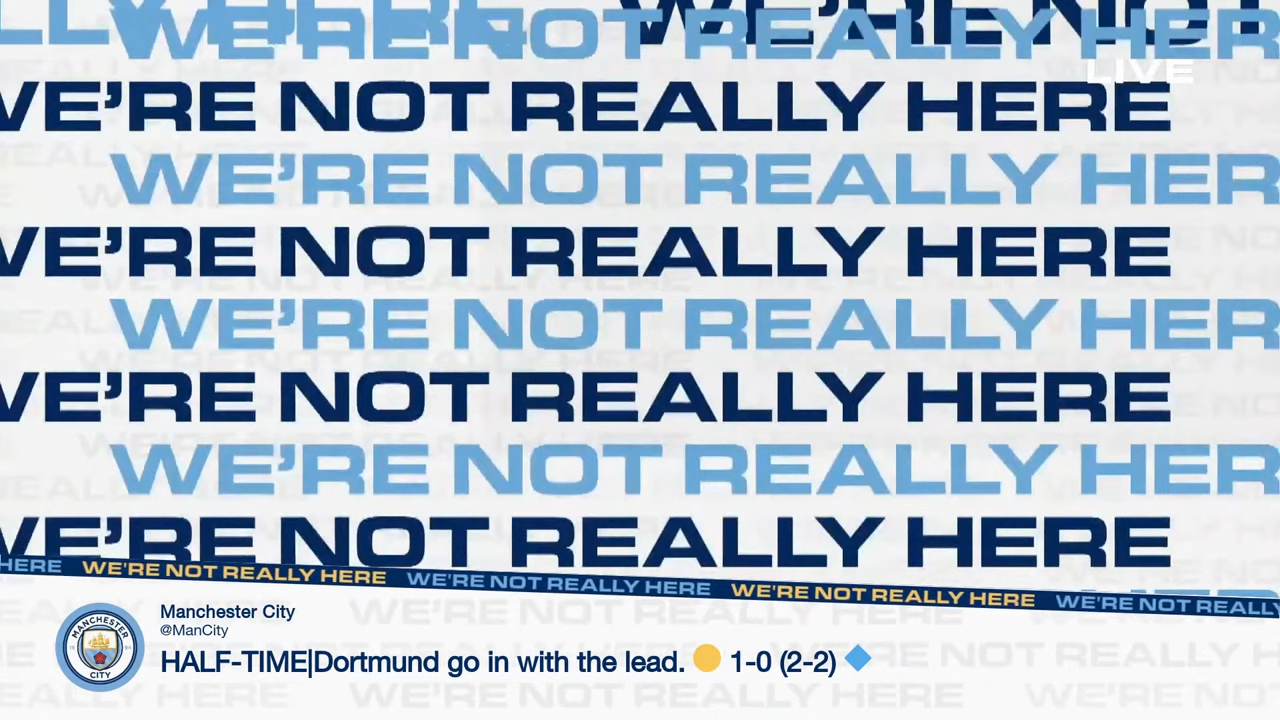 WE'RE NOT REALLY HER
LIVE
WE'RE NOT REALLY HERE
WE'RE NOT REALLY HER
WE'RE NOT REALLY HERE
WE'RE NOT REALLY HER
WE'RE NOT REALLY HERE
WE'RE NOT REALLY HER
WE'RE NOT REALLY HERE
HERE WE'RE NOT REALLY HERE WE'RE NOT REALLY HERE WE'RE NOT REALLY HERE WE'RE NOT REALLY
MANCHESTER
CITY
Manchester City
@ManCity
HALF-TIME|Dortmund go in with the lead. 1-0 (2-2)